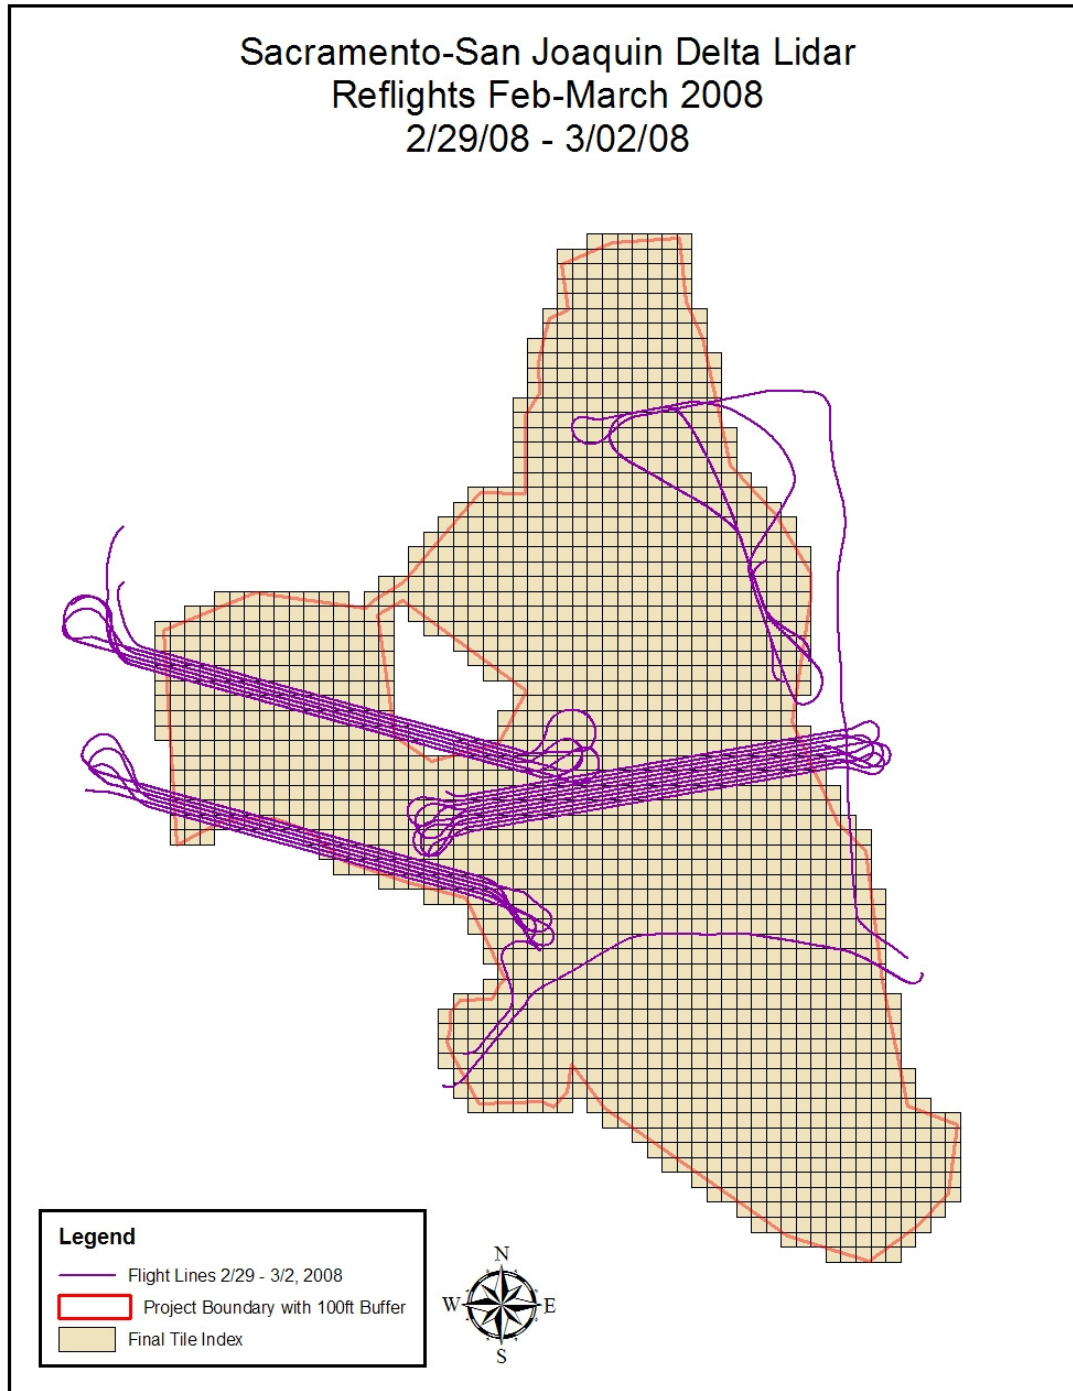 Sacramento-San Joaquin Delta Lidar
Reflights Feb-March 2008
2/29/08 - 3/02/08
Legend
Flight Lines 2/29 - 3/2, 2008
Project Boundary with 100ft Buffer
Final Tile Index
N
W
E
S